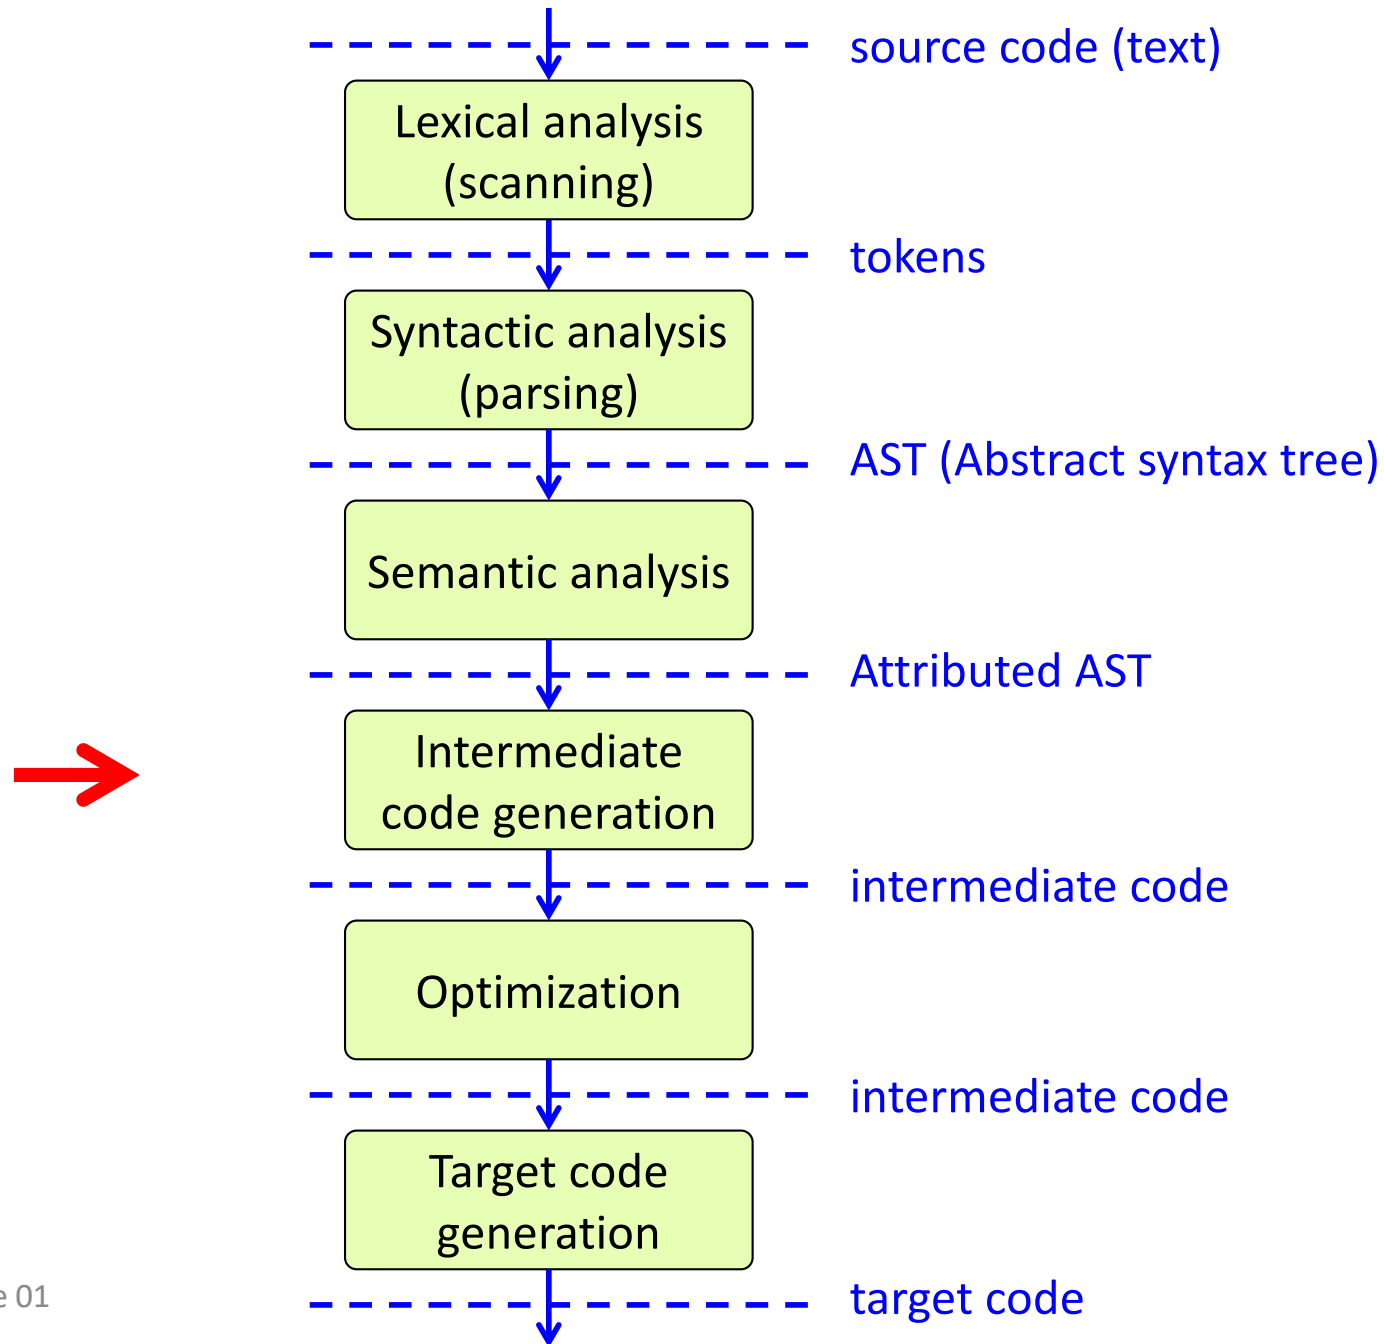 source code (text)
Lexical analysis
(scanning)
tokens
Syntactic analysis
(parsing)
AST (Abstract syntax tree)
Semantic analysis
Attributed AST
Intermediate
code generation
intermediate code
Optimization
intermediate code
Target code
generation
01
target code